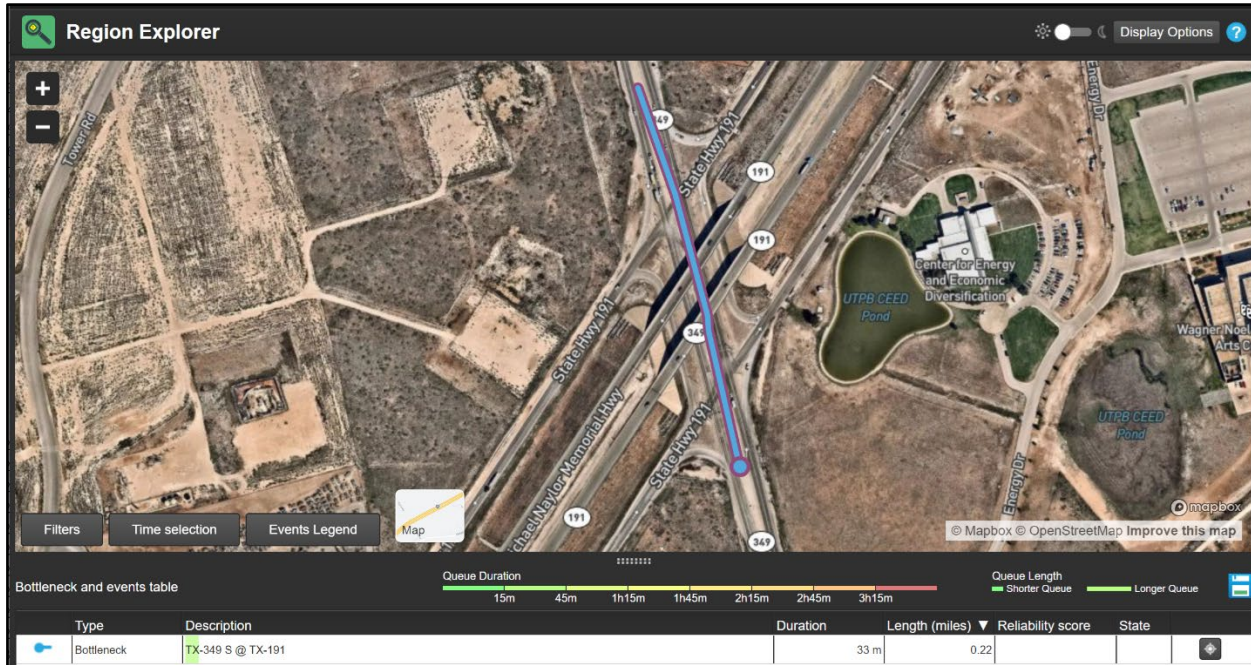 Region Explorer
Display Options
?
+
−
Tower Rd
349
State Hwy 191
191
191
Energy Dr
Center for Energy
and Economic
Diversification
UTPB CEED
Pond
Wagner Noel
Arts C
349
State Hwy 191
State Hwy 191
UTPB CEED
Pond
Energy Dr
Michael Naylor Memorial Hwy
191
349
Filters
Time selection
Events Legend
Map
mapbox
© Mapbox © OpenStreetMap Improve this map
Bottleneck and events table
Queue Duration
15m 45m 1h15m 1h45m 2h15m 2h45m 3h15m
Queue Length
Shorter Queue Longer Queue
Type Description Duration Length (miles) ▼ Reliability score State
Bottleneck TX-349 S @ TX-191 33 m 0.22